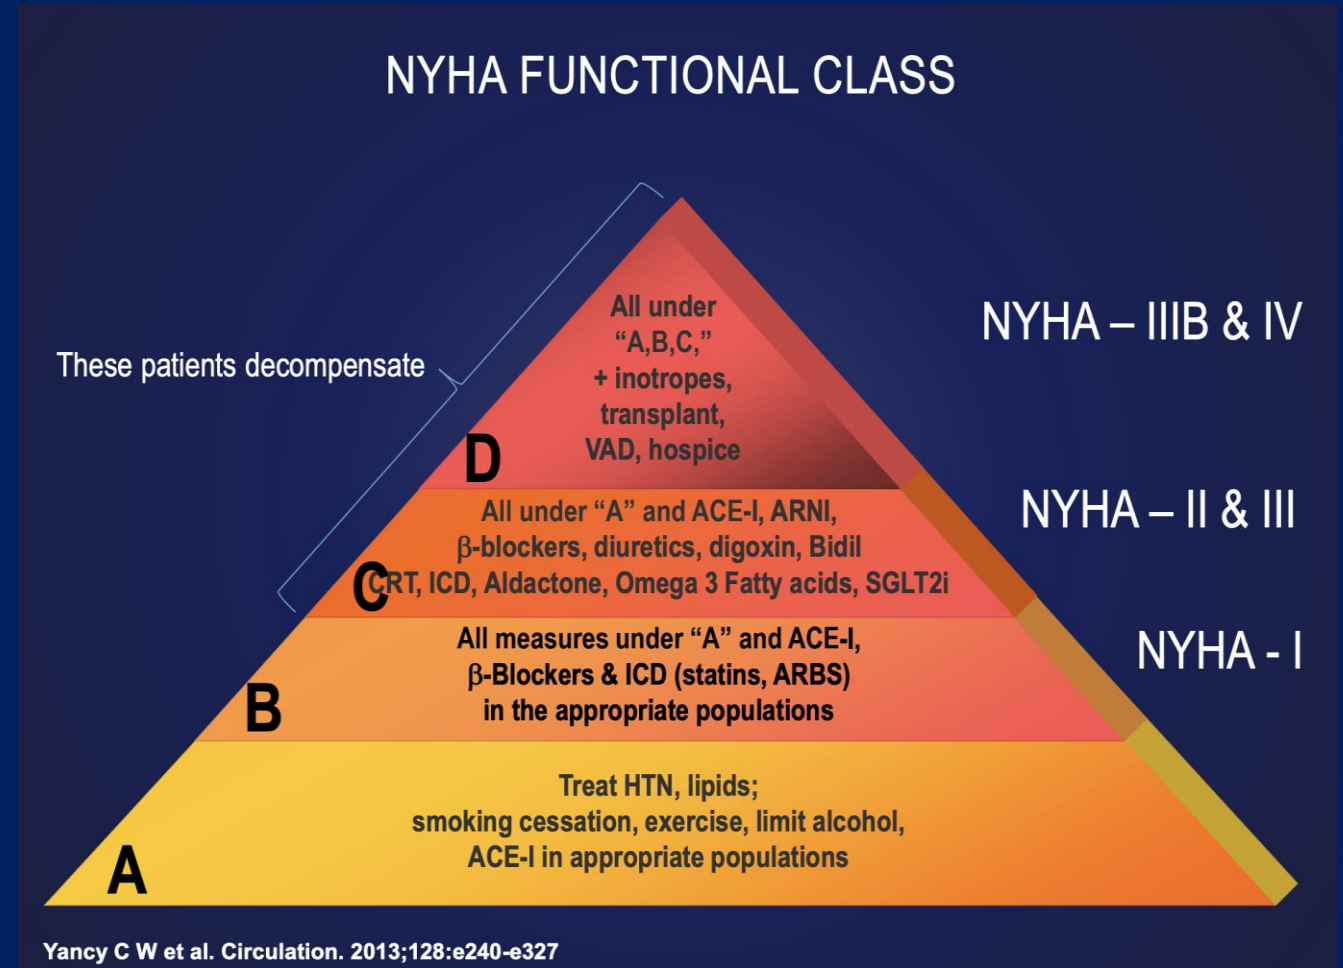 NYHA FUNCTIONAL CLASS
These patients decompensate
All under
“A,B,C,”
+ inotropes,
transplant,
VAD, hospice
D
NYHA – IIIB & IV
All under “A” and ACE-I, ARNI,
β-blockers, diuretics, digoxin, Bidil
CRT, ICD, Aldactone, Omega 3 Fatty acids, SGLT2i
C
NYHA – II & III
All measures under “A” and ACE-I,
β-Blockers & ICD (statins, ARBS)
in the appropriate populations
B
NYHA - I
Treat HTN, lipids;
smoking cessation, exercise, limit alcohol,
ACE-I in appropriate populations
A
Yancy C W et al. Circulation. 2013;128:e240-e327